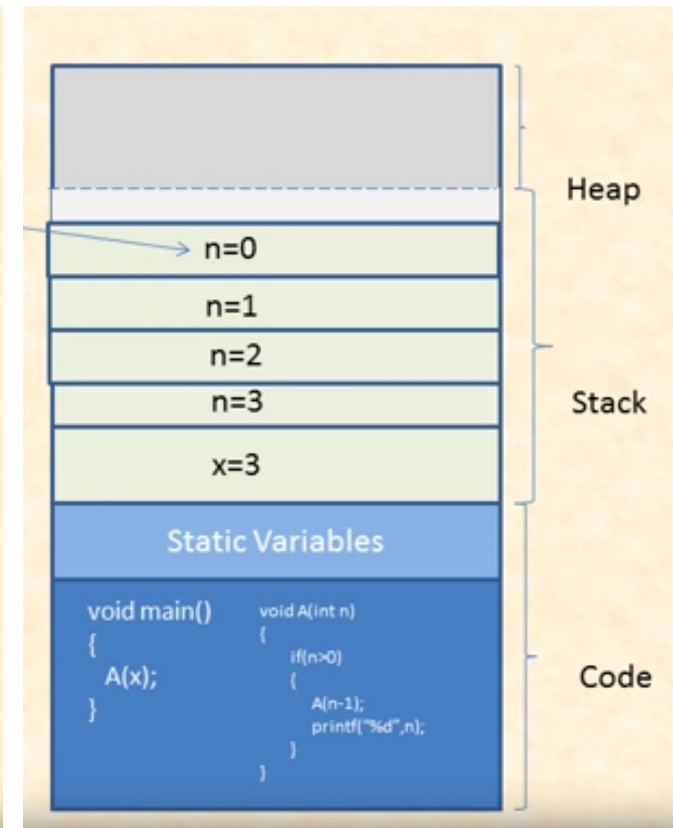 Heap
n=0
n=1
n=2
n=3
Stack
x=3
Static Variables
void main()
{
A(x);
}
void A(int n)
{
if(n>0)
{
A(n-1);
printf("%d",n);
}
}
Code